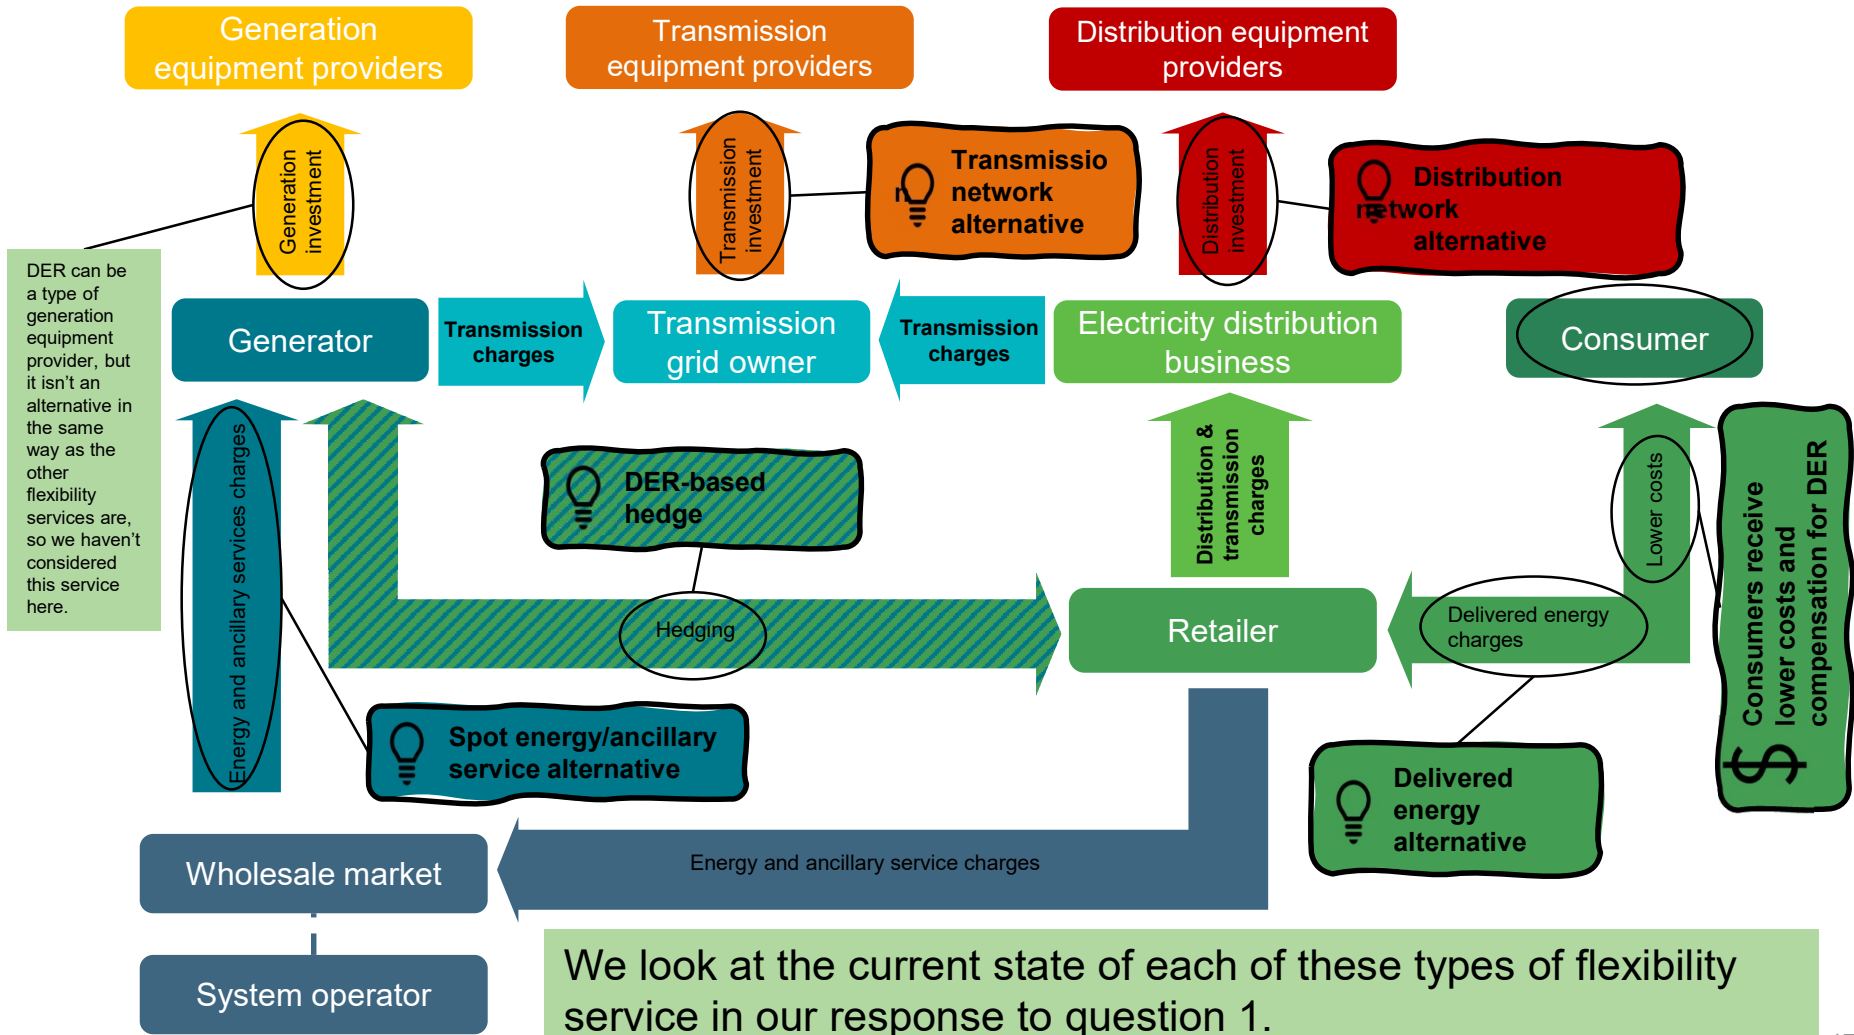 Generation
equipment providers
Transmission
equipment providers
Distribution equipment
providers
Generation
investment
Transmission
investment
Transmissio
n
network
alternative
Distribution
investment
Distribution
network
alternative
DER can be
a type of
generation
equipment
provider, but
it isn’t an
alternative in
the same
way as the
other
flexibility
services are,
so we haven’t
considered
this service
here.
Generator
Transmission
charges
Transmission
grid owner
Transmission
charges
Electricity distribution
business
Consumer
Energy and ancillary services charges
DER-based
hedge
Distribution &
transmission
charges
Lower costs
Consumers receive
lower costs and
compensation for DER
Hedging
Retailer
Delivered energy
charges
Spot energy/ancillary
service alternative
Delivered
energy
alternative
Wholesale market
Energy and ancillary service charges
System operator
We look at the current state of each of these types of flexibility
service in our response to question 1.